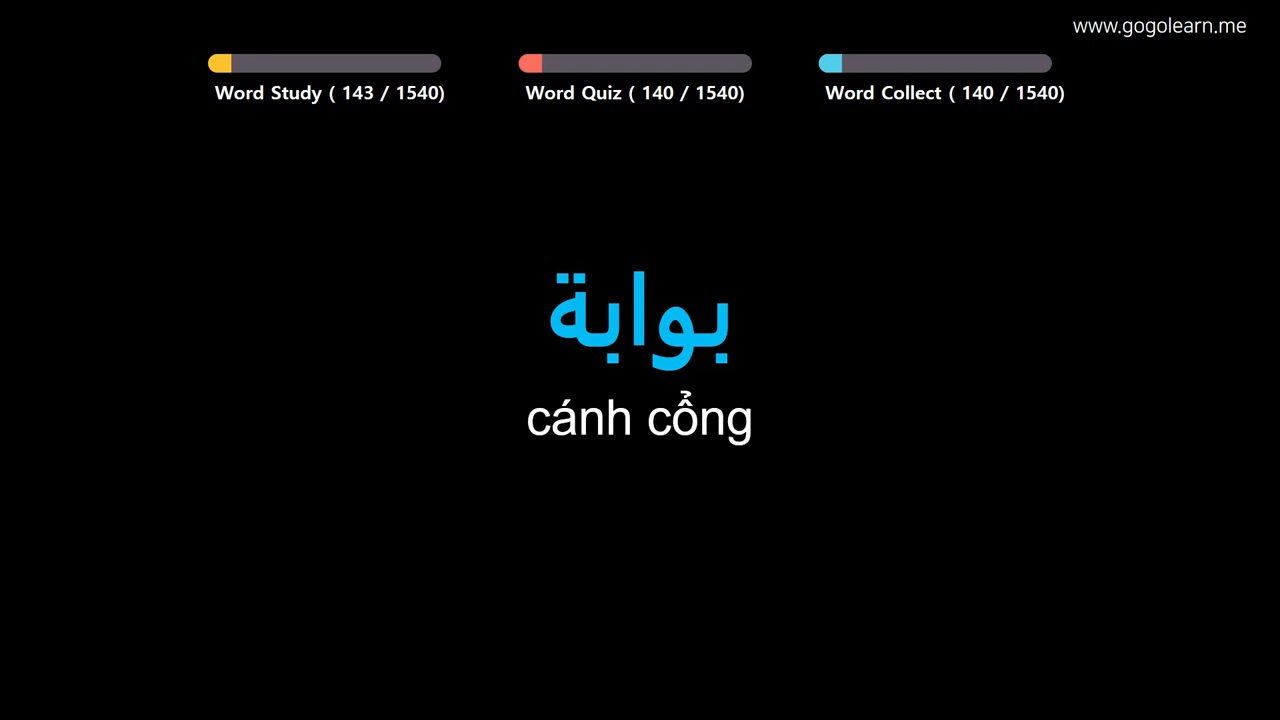 www.gogolearn.me
Word Study ( 143 / 1540)
Word Quiz ( 140 / 1540)
Word Collect ( 140 / 1540)
بوابة
cánh cổng